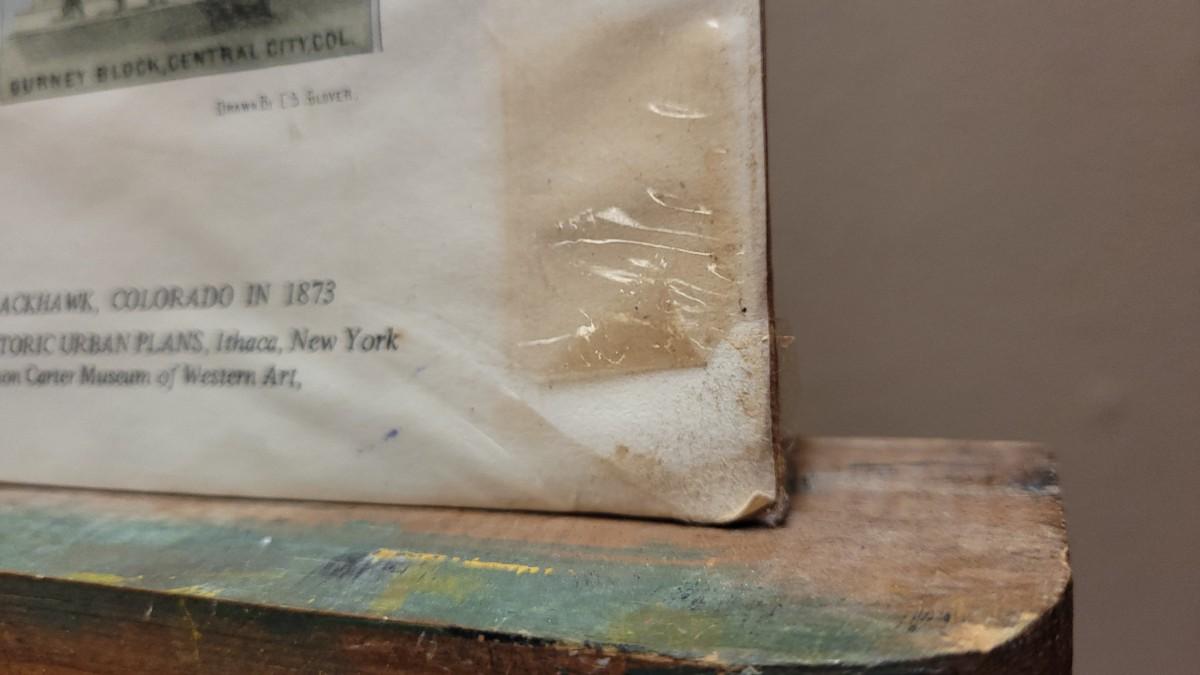 GURNEY BLOCK, CENTRAL CITY, COL.
DRAWN BY E S GLOVER.
ACKHAWK, COLORADO IN 1873
TORIC URBAN PLANS, Ithaca, New York
on Carter Museum of Western Art,